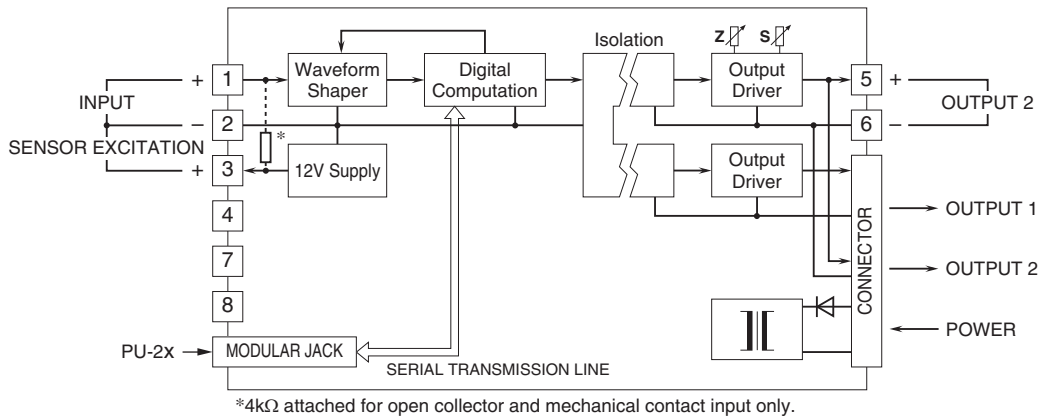 Isolation
Z S
+ 1 Waveform Shaper Digital Computation Output Driver 5 +
INPUT OUTPUT 2
− 2 6 −
SENSOR EXCITATION *
+ 3 12V Supply Output Driver
4
CONNECTOR
OUTPUT 1
7
OUTPUT 2
8
POWER
PU-2x MODULAR JACK
SERIAL TRANSMISSION LINE
*4kΩ attached for open collector and mechanical contact input only.